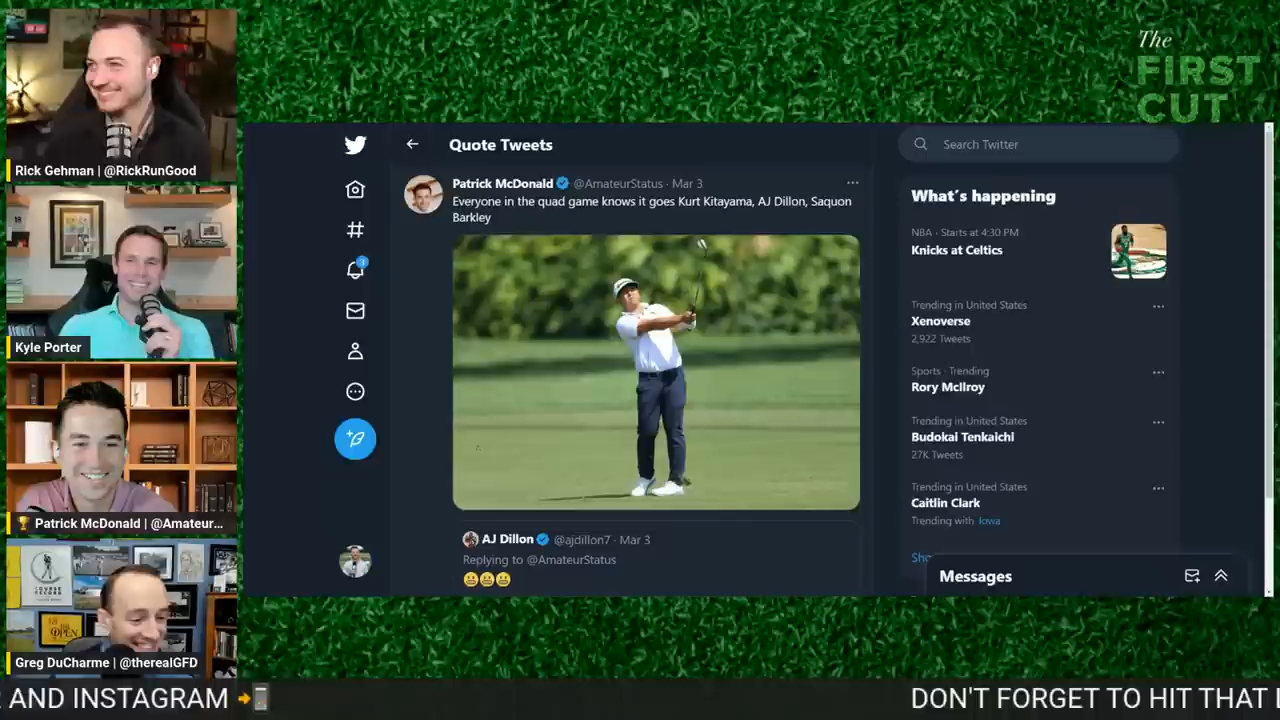 The
FIRST
CUT
Rick Gehman | @RickRunGood
Kyle Porter
Patrick McDonald | @Amateur...
Greg DuCharme | @therealGFD
Quote Tweets
Patrick McDonald @AmateurStatus · Mar 3
Everyone in the quad game knows it goes Kurt Kitayama, AJ Dillon, Saquon
Barkley
AJ Dillon @ajdillon7 · Mar 3
Replying to @AmateurStatus
😆😆😆
Search Twitter
What's happening
NBA · Starts at 4:30 PM
Knicks at Celtics
Trending in United States
Xenoverse
2,922 Tweets
Sports · Trending
Rory McIlroy
Trending in United States
Budokai Tenkaichi
27K Tweets
Trending in United States
Caitlin Clark
Trending with Iowa
Sho
Messages
AND INSTAGRAM
DON'T FORGET TO HIT THAT